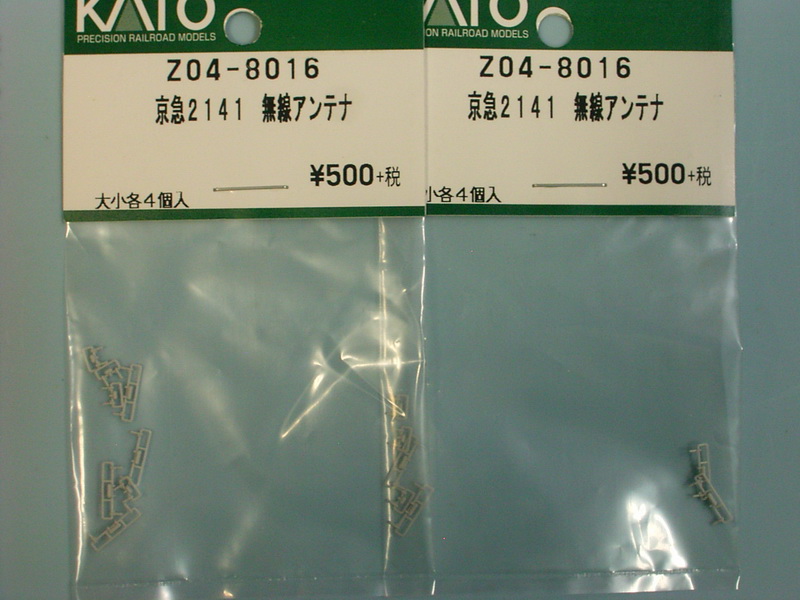 KATO
PRECISION RAILROAD MODELS
Z04-8016
京急2141 無線アンテナ
¥500+税
大小各4個入
KATO
N RAILROAD MODELS
Z04-8016
京急2141 無線アンテナ
¥500+税
小各4個入